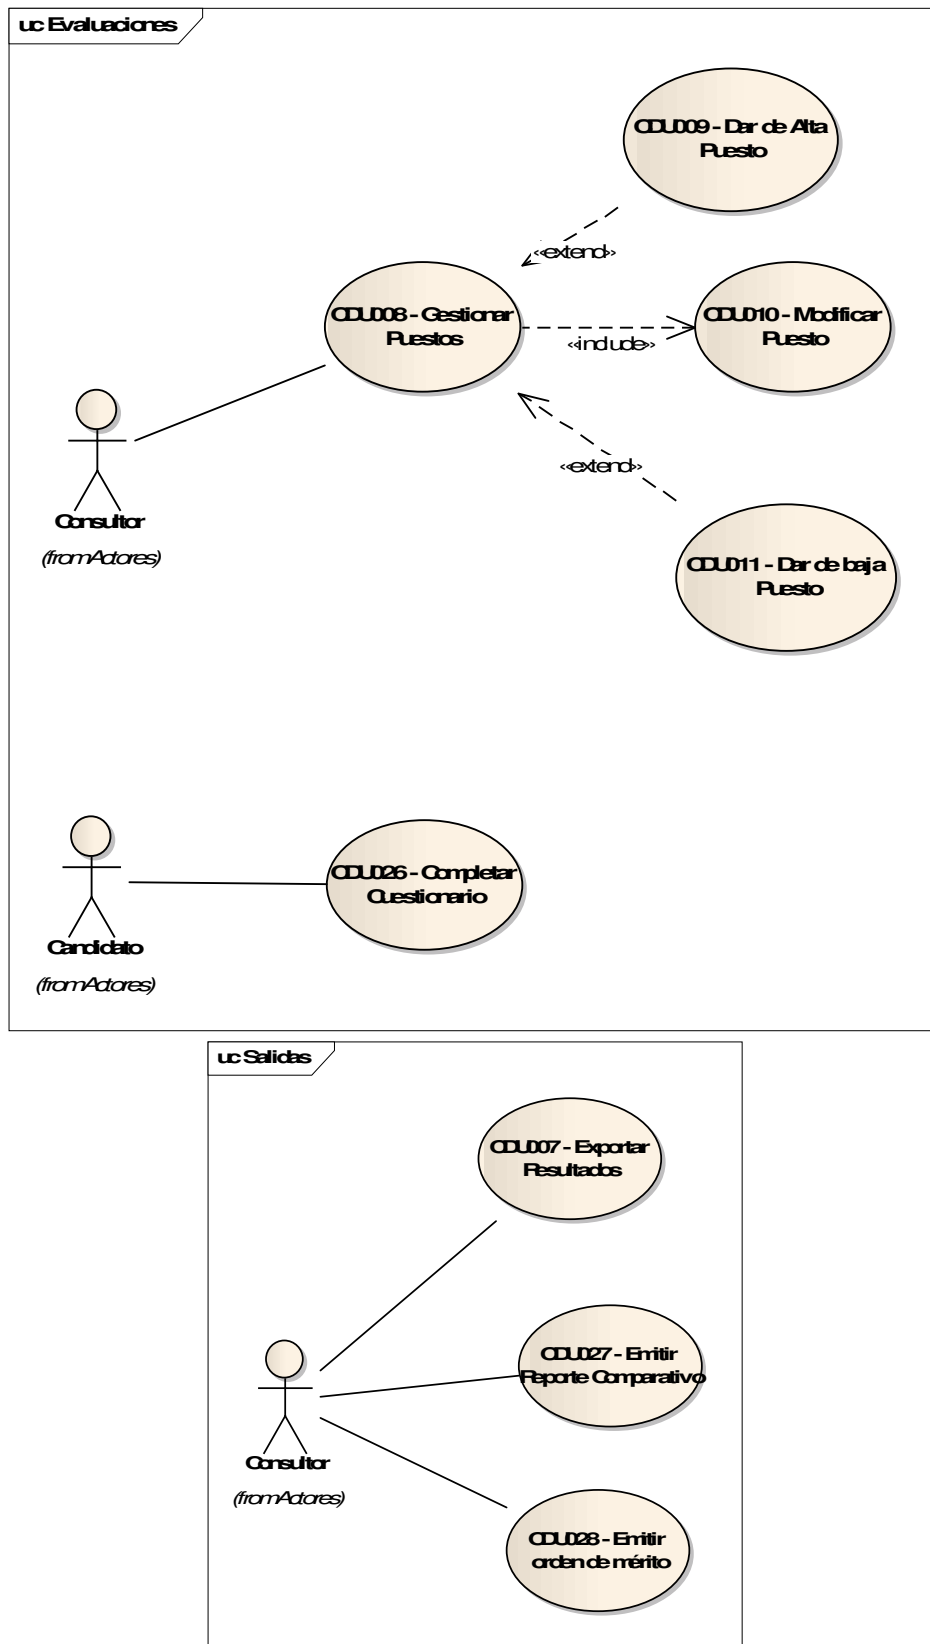 uc Evaluaciones
CDU009 - Dar de Alta
Puesto
«extend»
CDU008 - Gestionar
Puestos
CDU010 - Modificar
Puesto
«include»
«extend»
Consultor
(from Actores)
CDU011 - Dar de baja
Puesto
CDU026 - Completar
Cuestionario
Candidato
(from Actores)
uc Salidas
CDU007 - Exportar
Resultados
CDU027 - Emitir
Reporte Comparativo
Consultor
(from Actores)
CDU028 - Emitir
orden de mérito